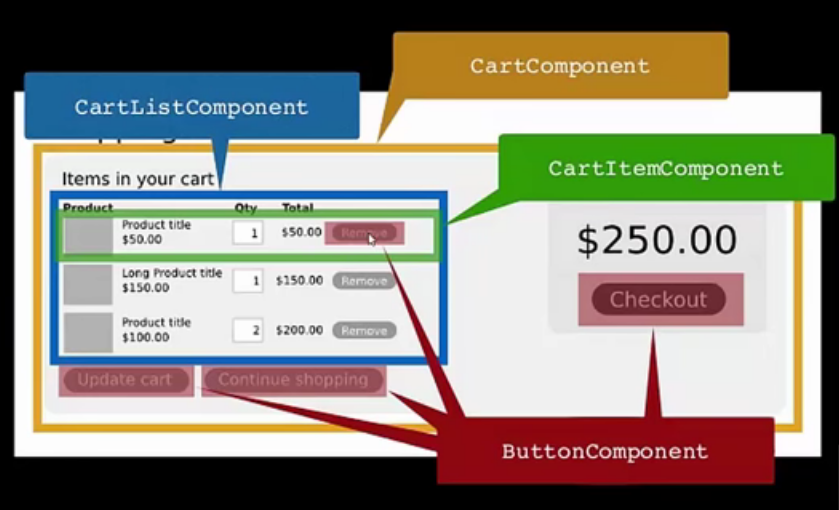 CartComponent
CartListComponent
CartItemComponent
Items in your cart
Product Qty Total
Product title
$50.00
1 $50.00 Remove
Long Product title
$150.00
1 $150.00 Remove
Product title
$100.00
2 $200.00 Remove
Update cart Continue shopping
$250.00
Checkout
ButtonComponent